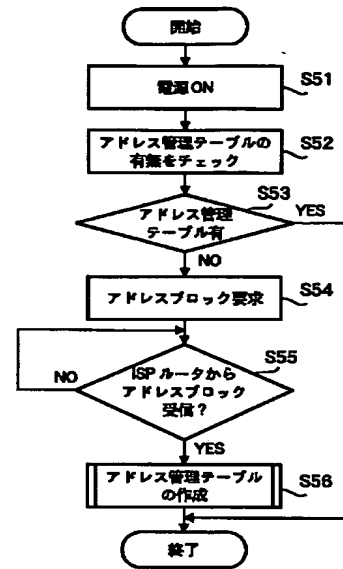 開始
電源ON
S51
アドレス管理テーブルの
有無をチェック
S52
アドレス管理
テーブル有
S53
YES
NO
アドレスブロック要求
S54
ISPルータから
アドレスブロック
受信？
S55
NO
YES
アドレス管理テーブル
の作成
S56
終了